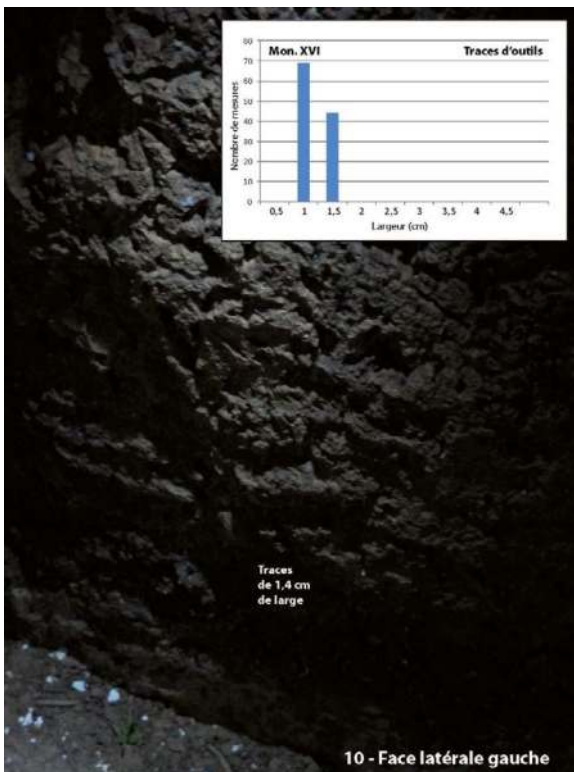 Mon. XVI
Traces d'outils
Nombre de mesures
80
70
60
50
40
30
20
10
0
0,5 1 1,5 2 2,5 3 3,5 4 4,5
Largeur (cm)
Traces
de 1,4 cm
de large
10 - Face latérale gauche